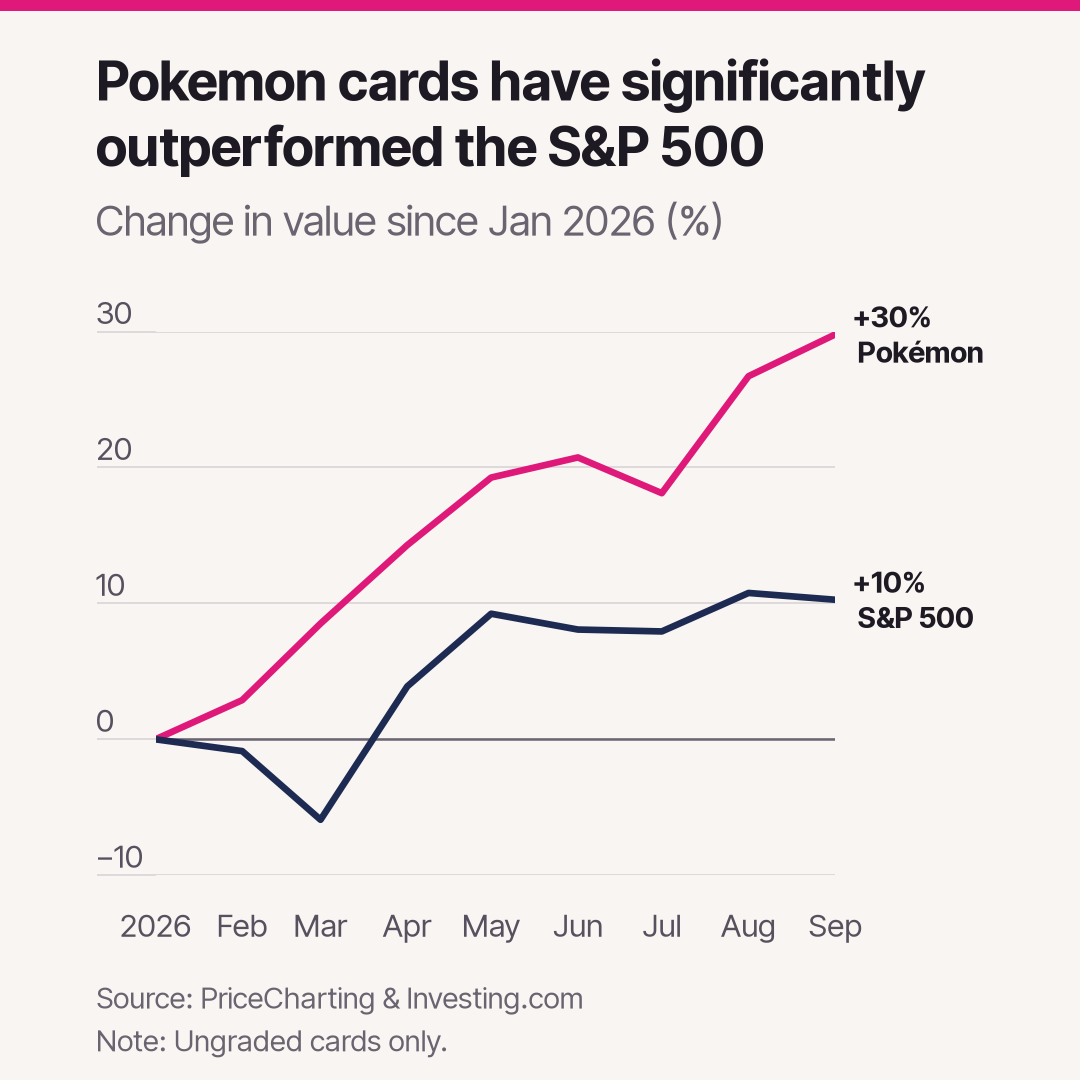 Pokemon cards have significantly
outperformed the S&P 500
Change in value since Jan 2026 (%)
30
+30%
Pokémon
20
10
+10%
S&P 500
0
−10
2026 Feb Mar Apr May Jun Jul Aug Sep
Source: PriceCharting & Investing.com
Note: Ungraded cards only.